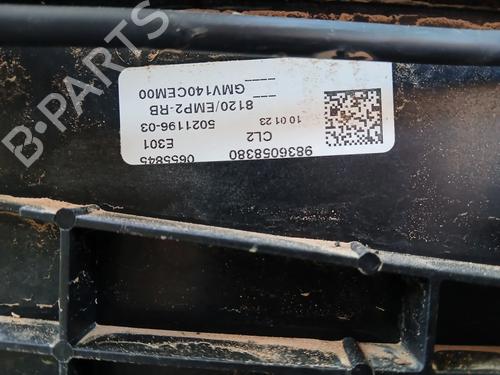 9836058380 0655845
CL2 E301
10 01 23 5021196-03
8120/EMP2-RB
GMV140CEM00
B-PARTS